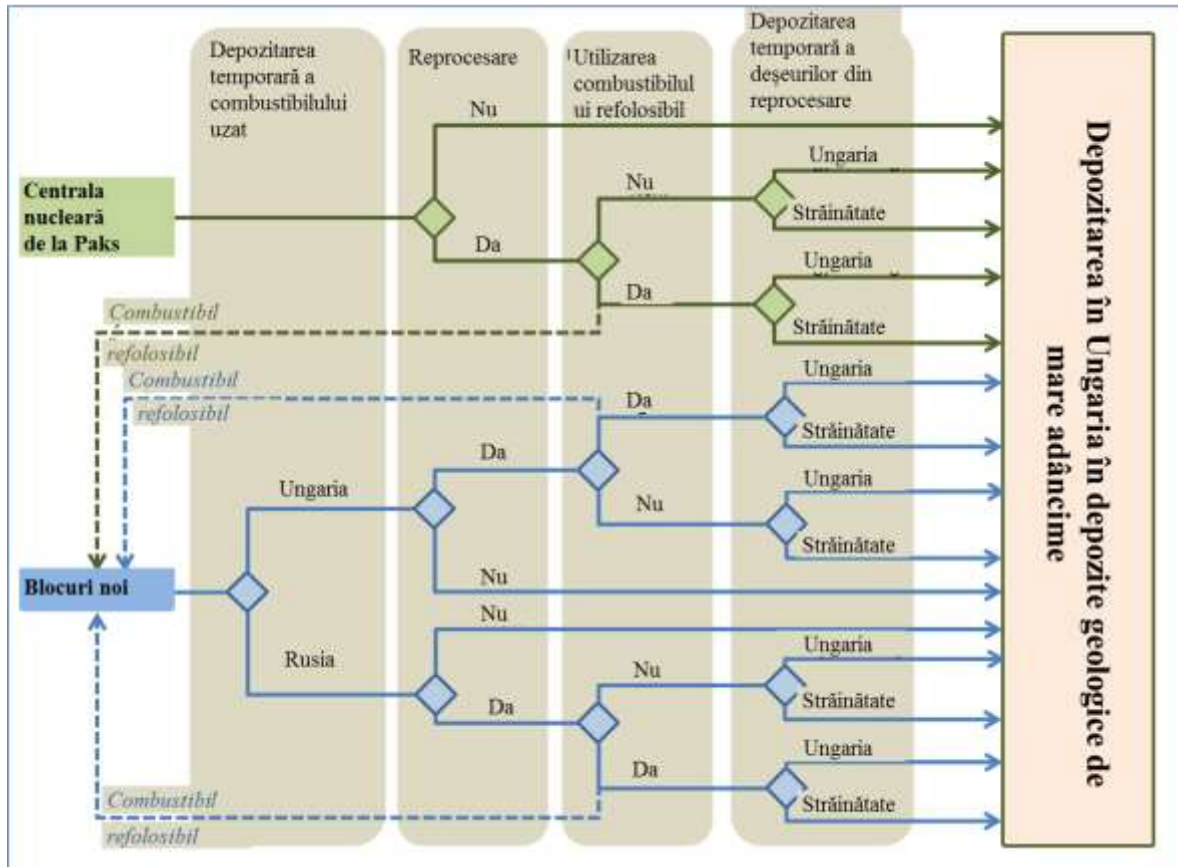 Depozitarea
temporară a
combustibilului
uzat
Reprocesare
Utilizarea
combustibilul
ui refolosibil
Depozitarea
temporară a
deșeurilor din
reprocesare
Nu
Ungaria
Nu
Străinătate
Centrala
nucleară
de la Paks
Da
Ungaria
Da
Străinătate
Combustibil
refolosibil
Combustibil
refolosibil
Ungaria
Da
Străinătate
Da
Ungaria
Ungaria
Nu
Străinătate
Blocuri noi
Nu
Nu
Rusia
Ungaria
Nu
Străinătate
Da
Ungaria
Da
Străinătate
Combustibil
refolosibil
Depozitarea în Ungaria în depozite geologice de
mare adâncime